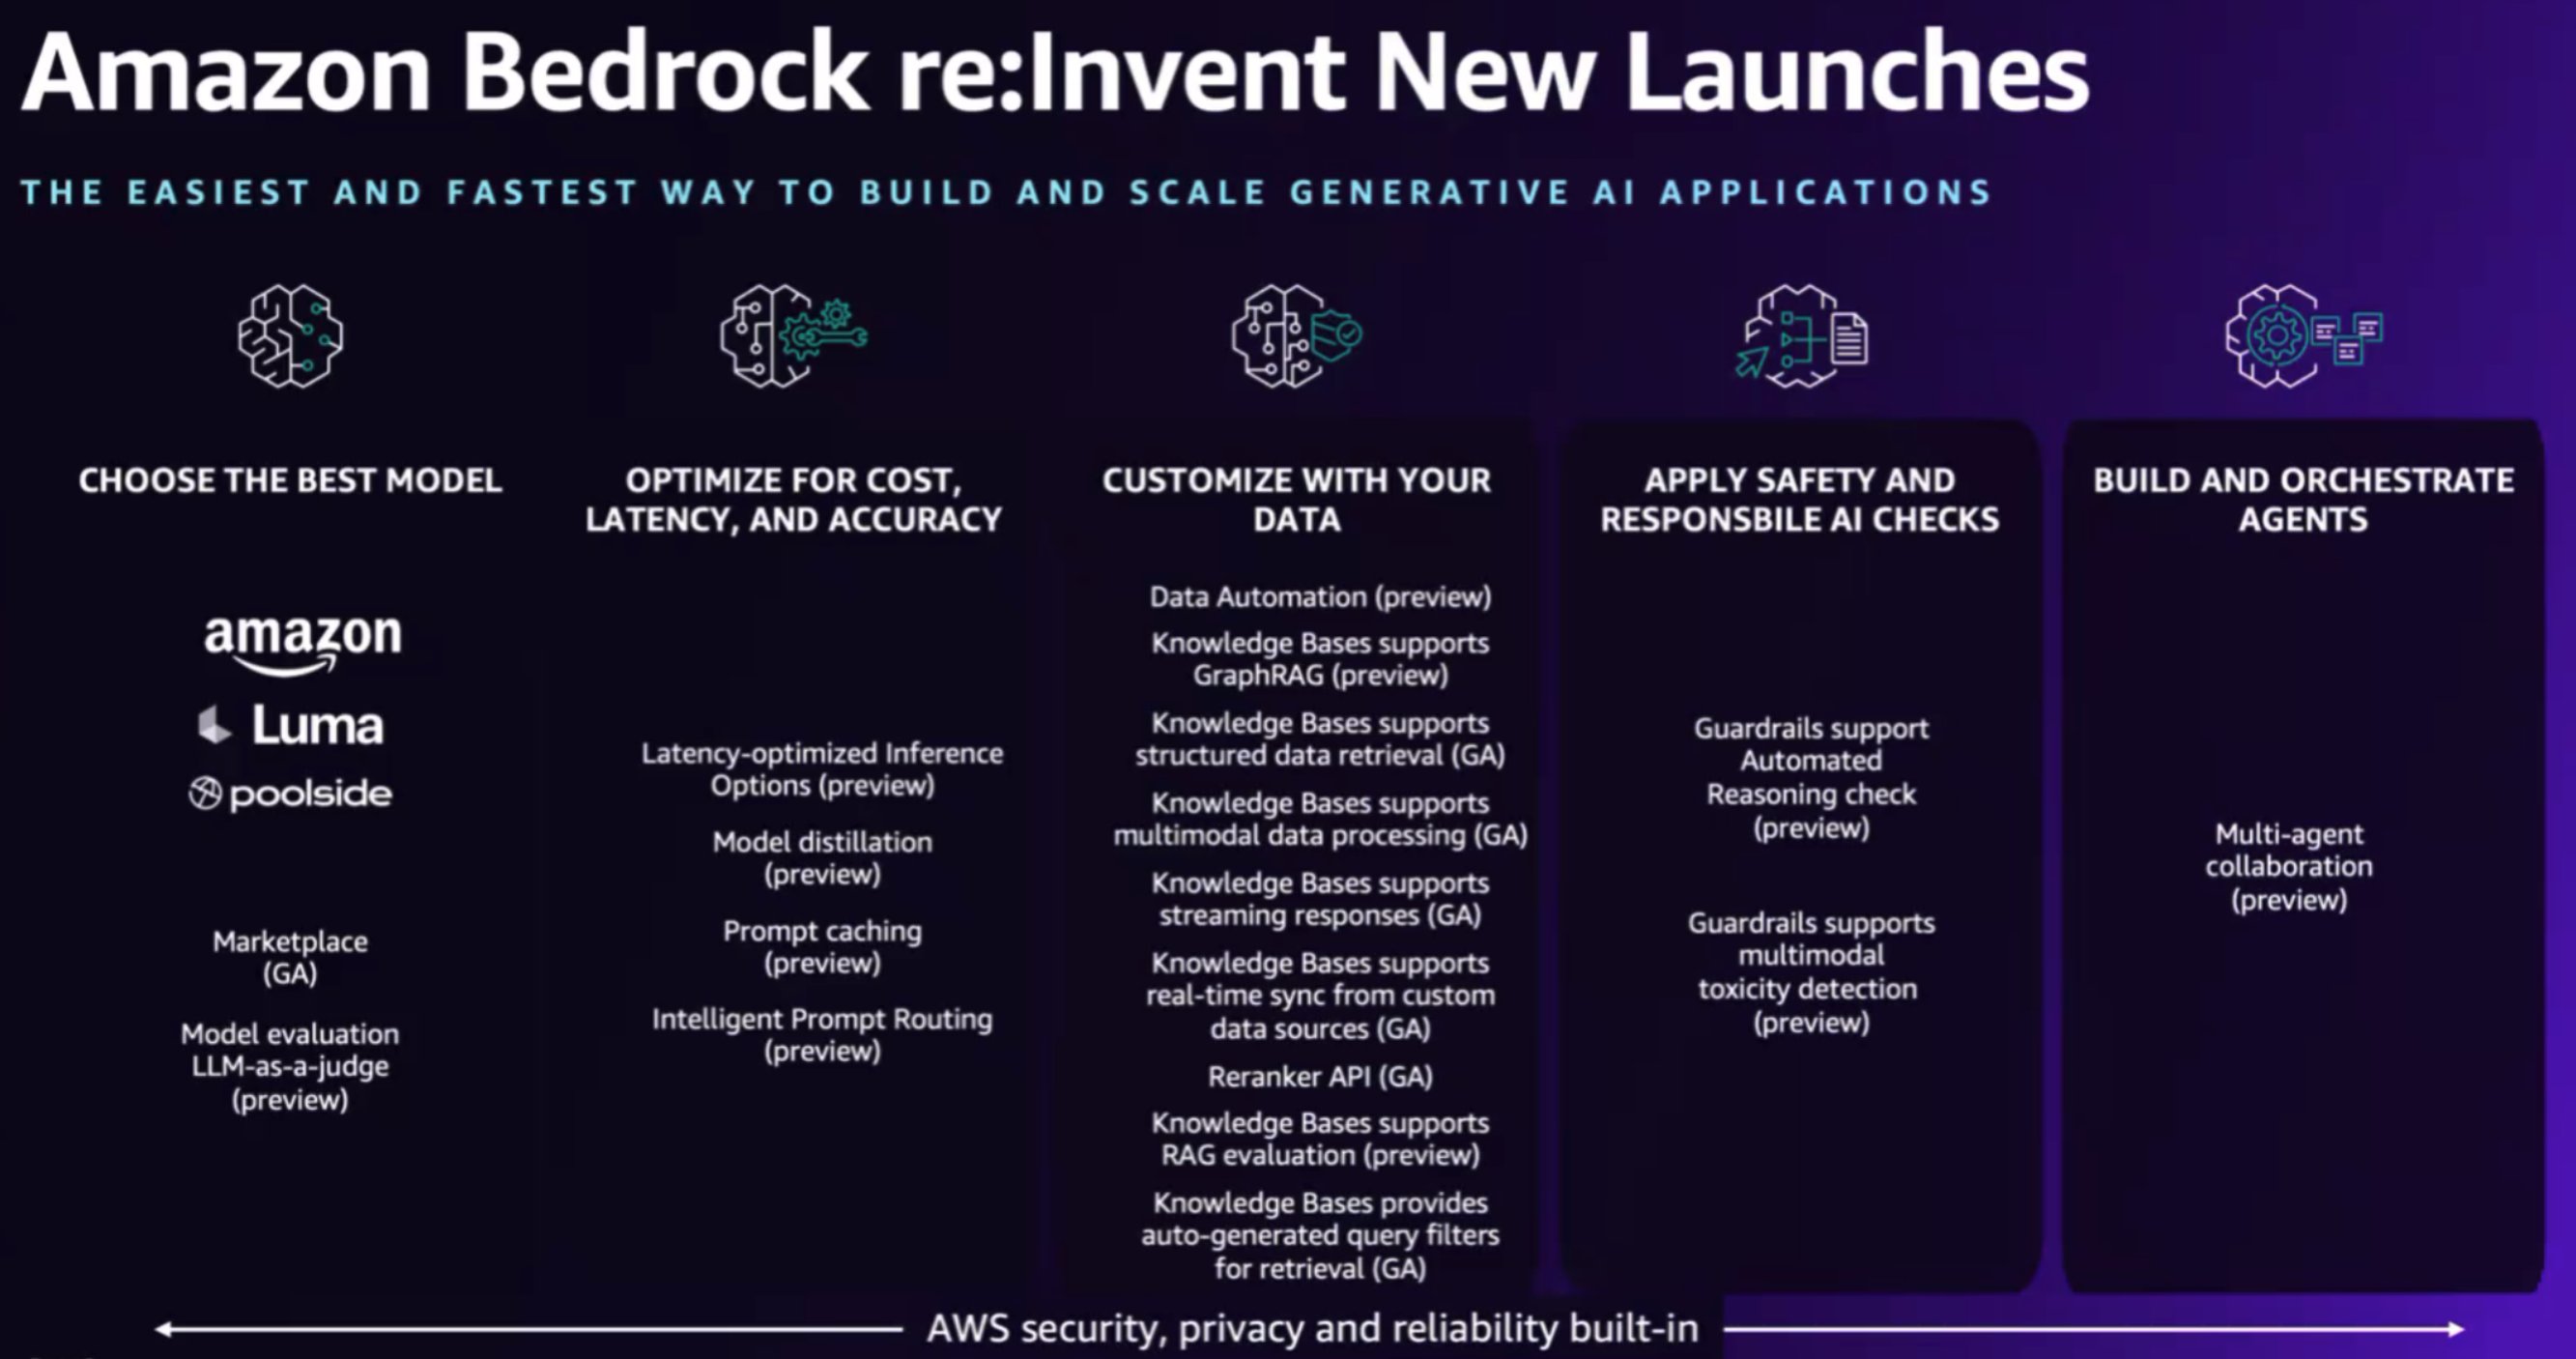 Amazon Bedrock re:Invent New Launches
THE EASIEST AND FASTEST WAY TO BUILD AND SCALE GENERATIVE AI APPLICATIONS
CHOOSE THE BEST MODEL
amazon
Luma
poolside
Marketplace
(GA)
Model evaluation
LLM-as-a-judge
(preview)
OPTIMIZE FOR COST,
LATENCY, AND ACCURACY
Latency-optimized Inference
Options (preview)
Model distillation
(preview)
Prompt caching
(preview)
Intelligent Prompt Routing
(preview)
CUSTOMIZE WITH YOUR
DATA
Data Automation (preview)
Knowledge Bases supports
GraphRAG (preview)
Knowledge Bases supports
structured data retrieval (GA)
Knowledge Bases supports
multimodal data processing (GA)
Knowledge Bases supports
streaming responses (GA)
Knowledge Bases supports
real-time sync from custom
data sources (GA)
Reranker API (GA)
Knowledge Bases supports
RAG evaluation (preview)
Knowledge Bases provides
auto-generated query filters
for retrieval (GA)
APPLY SAFETY AND
RESPONSBILE AI CHECKS
Guardrails support
Automated
Reasoning check
(preview)
Guardrails supports
multimodal
toxicity detection
(preview)
BUILD AND ORCHESTRATE
AGENTS
Multi-agent
collaboration
(preview)
AWS security, privacy and reliability built-in